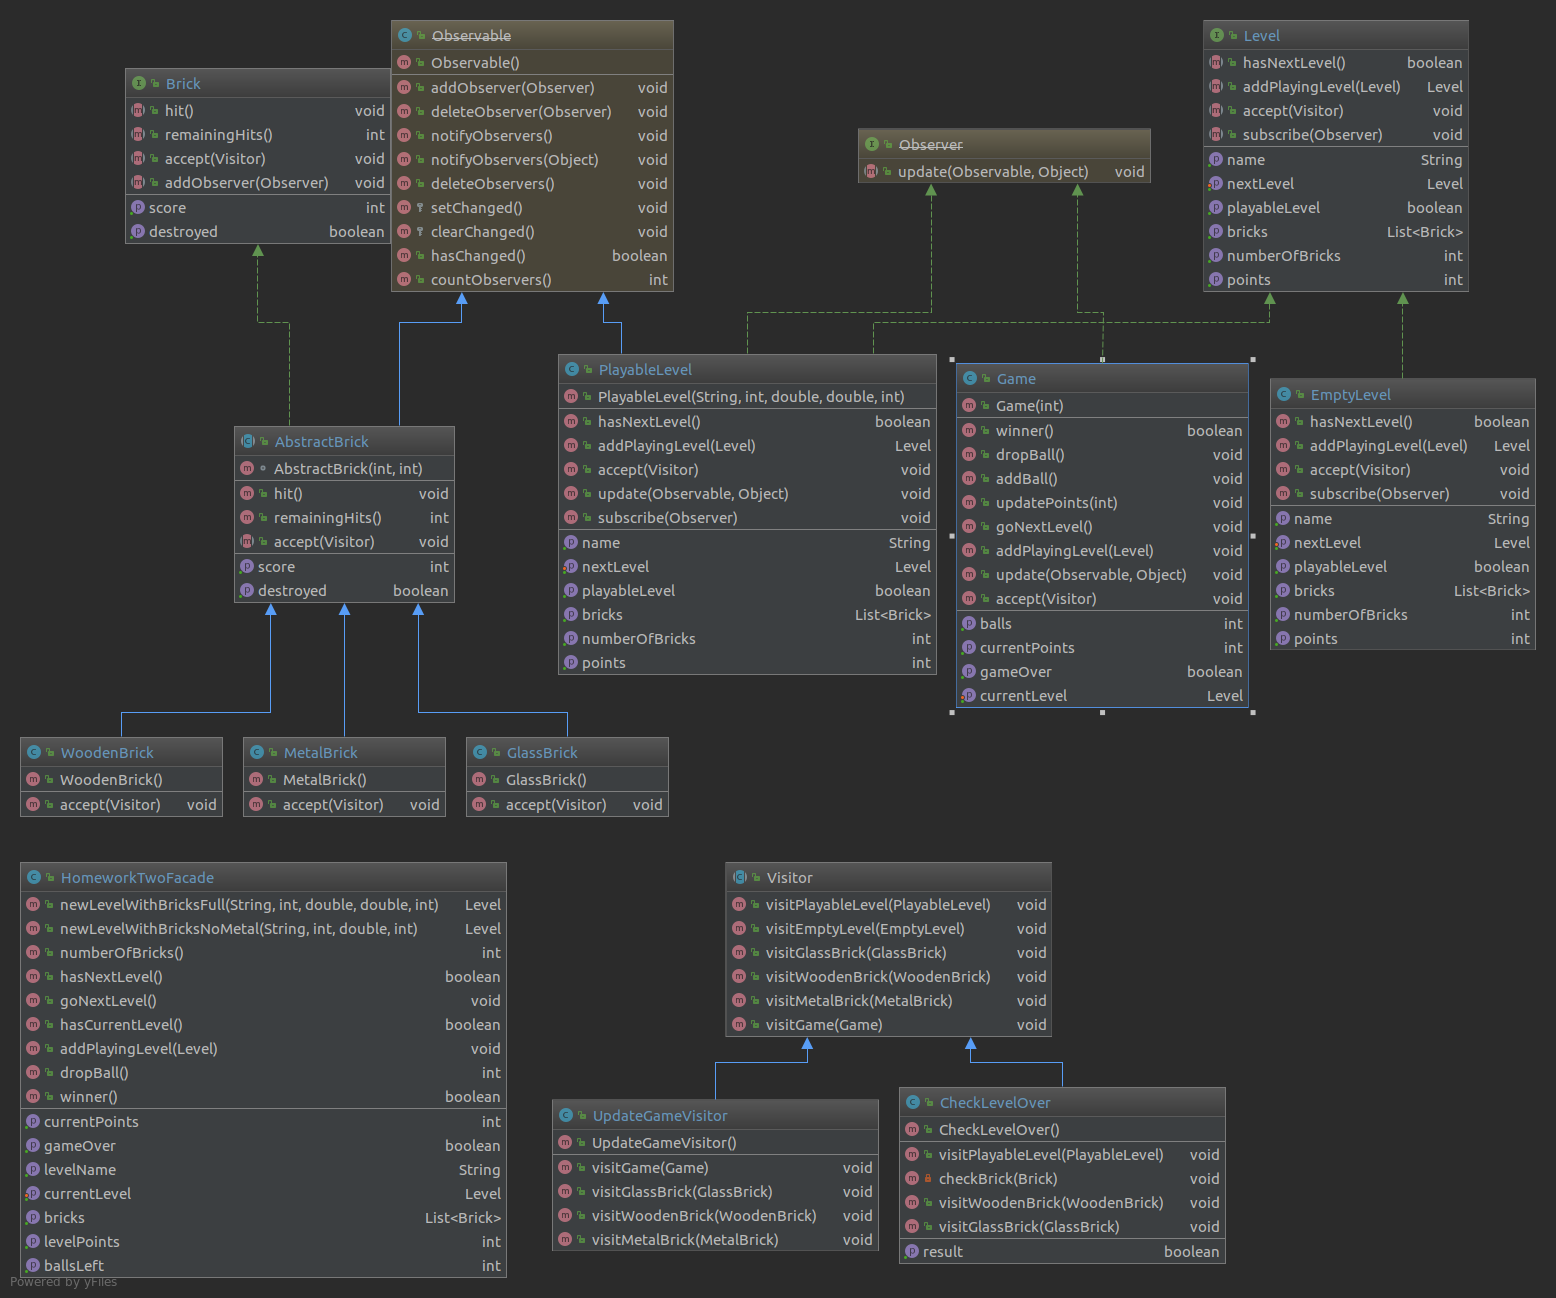 Observable
Observable()
addObserver(Observer) void
deleteObserver(Observer) void
notifyObservers() void
notifyObservers(Object) void
deleteObservers() void
setChanged() void
clearChanged() void
hasChanged() boolean
countObservers() int
Brick
hit() void
remainingHits() int
accept(Visitor) void
addObserver(Observer) void
score int
destroyed boolean
Observer
update(Observable, Object) void
Level
hasNextLevel() boolean
addPlayingLevel(Level) Level
accept(Visitor) void
subscribe(Observer) void
name String
nextLevel Level
playableLevel boolean
bricks List<Brick>
numberOfBricks int
points int
AbstractBrick
AbstractBrick(int, int)
hit() void
remainingHits() int
accept(Visitor) void
score int
destroyed boolean
PlayableLevel
PlayableLevel(String, int, double, double, int)
hasNextLevel() boolean
addPlayingLevel(Level) Level
accept(Visitor) void
update(Observable, Object) void
subscribe(Observer) void
name String
nextLevel Level
playableLevel boolean
bricks List<Brick>
numberOfBricks int
points int
Game
Game(int)
winner() boolean
dropBall() void
addBall() void
updatePoints(int) void
goNextLevel() void
addPlayingLevel(Level) void
update(Observable, Object) void
accept(Visitor) void
balls int
currentPoints int
gameOver boolean
currentLevel Level
EmptyLevel
hasNextLevel() boolean
addPlayingLevel(Level) Level
accept(Visitor) void
subscribe(Observer) void
name String
nextLevel Level
playableLevel boolean
bricks List<Brick>
numberOfBricks int
points int
WoodenBrick
WoodenBrick()
accept(Visitor) void
MetalBrick
MetalBrick()
accept(Visitor) void
GlassBrick
GlassBrick()
accept(Visitor) void
HomeworkTwoFacade
newLevelWithBricksFull(String, int, double, double, int) Level
newLevelWithBricksNoMetal(String, int, double, int) Level
numberOfBricks() int
hasNextLevel() boolean
goNextLevel() void
hasCurrentLevel() boolean
addPlayingLevel(Level) void
dropBall() int
winner() boolean
currentPoints int
gameOver boolean
levelName String
currentLevel Level
bricks List<Brick>
levelPoints int
ballsLeft int
Visitor
visitPlayableLevel(PlayableLevel) void
visitEmptyLevel(EmptyLevel) void
visitGlassBrick(GlassBrick) void
visitWoodenBrick(WoodenBrick) void
visitMetalBrick(MetalBrick) void
visitGame(Game) void
UpdateGameVisitor
UpdateGameVisitor()
visitGame(Game) void
visitGlassBrick(GlassBrick) void
visitWoodenBrick(WoodenBrick) void
visitMetalBrick(MetalBrick) void
CheckLevelOver
CheckLevelOver()
visitPlayableLevel(PlayableLevel) void
checkBrick(Brick) void
visitWoodenBrick(WoodenBrick) void
visitGlassBrick(GlassBrick) void
result boolean
Powered by yFiles